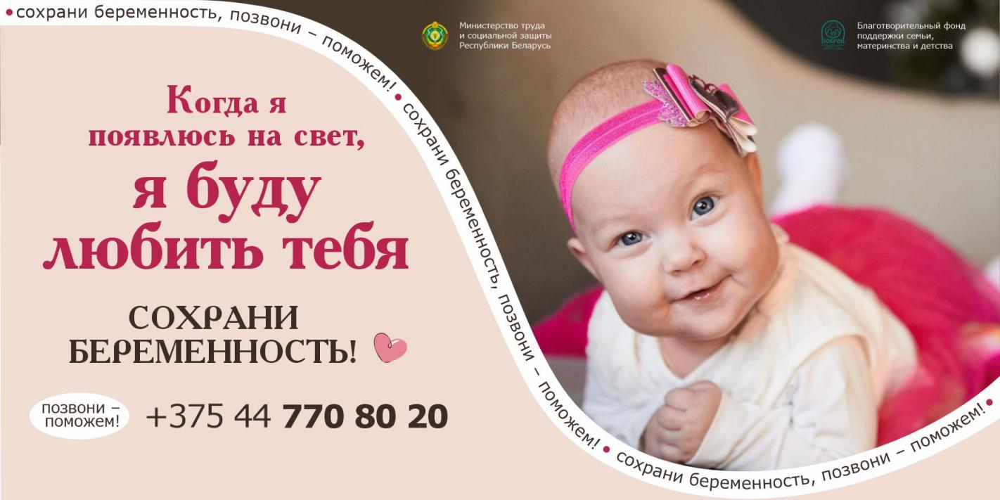 • сохрани беременность, позвони – поможем! • сохрани беременность, позвони – поможем! • сохрани беременность, позвони – поможем! •
Министерство труда
и социальной защиты
Республики Беларусь
ПОКРОВ
Благотворительный фонд
поддержки семьи,
материнства и детства
Когда я
появлюсь на свет,
я буду
любить тебя
СОХРАНИ
БЕРЕМЕННОСТЬ!
позвони –
поможем!
+375 44 770 80 20